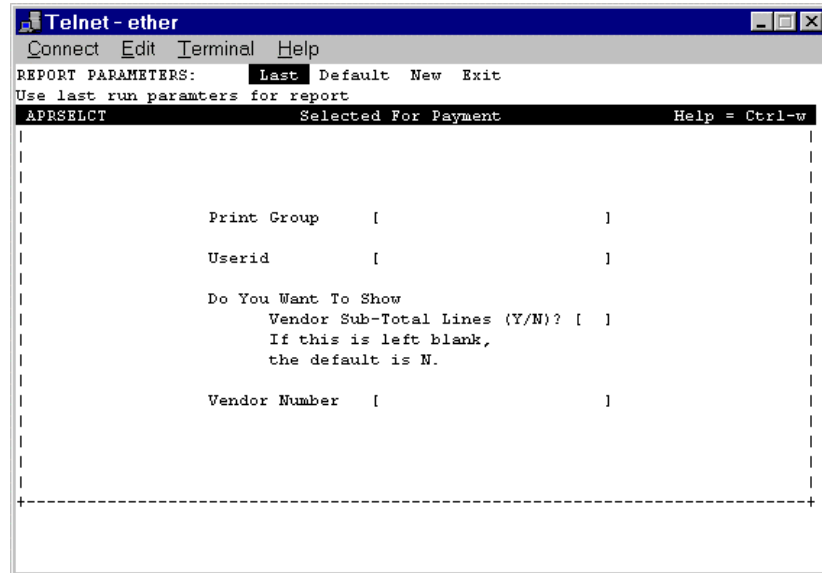 Telnet - ether
Connect Edit Terminal Help
REPORT PARAMETERS: Last Default New Exit
Use last run paramters for report
APRSELCT Selected For Payment Help = Ctrl-w
Print Group [ ]
Userid [ ]
Do You Want To Show
Vendor Sub-Total Lines (Y/N)? [ ]
If this is left blank,
the default is N.
Vendor Number [ ]